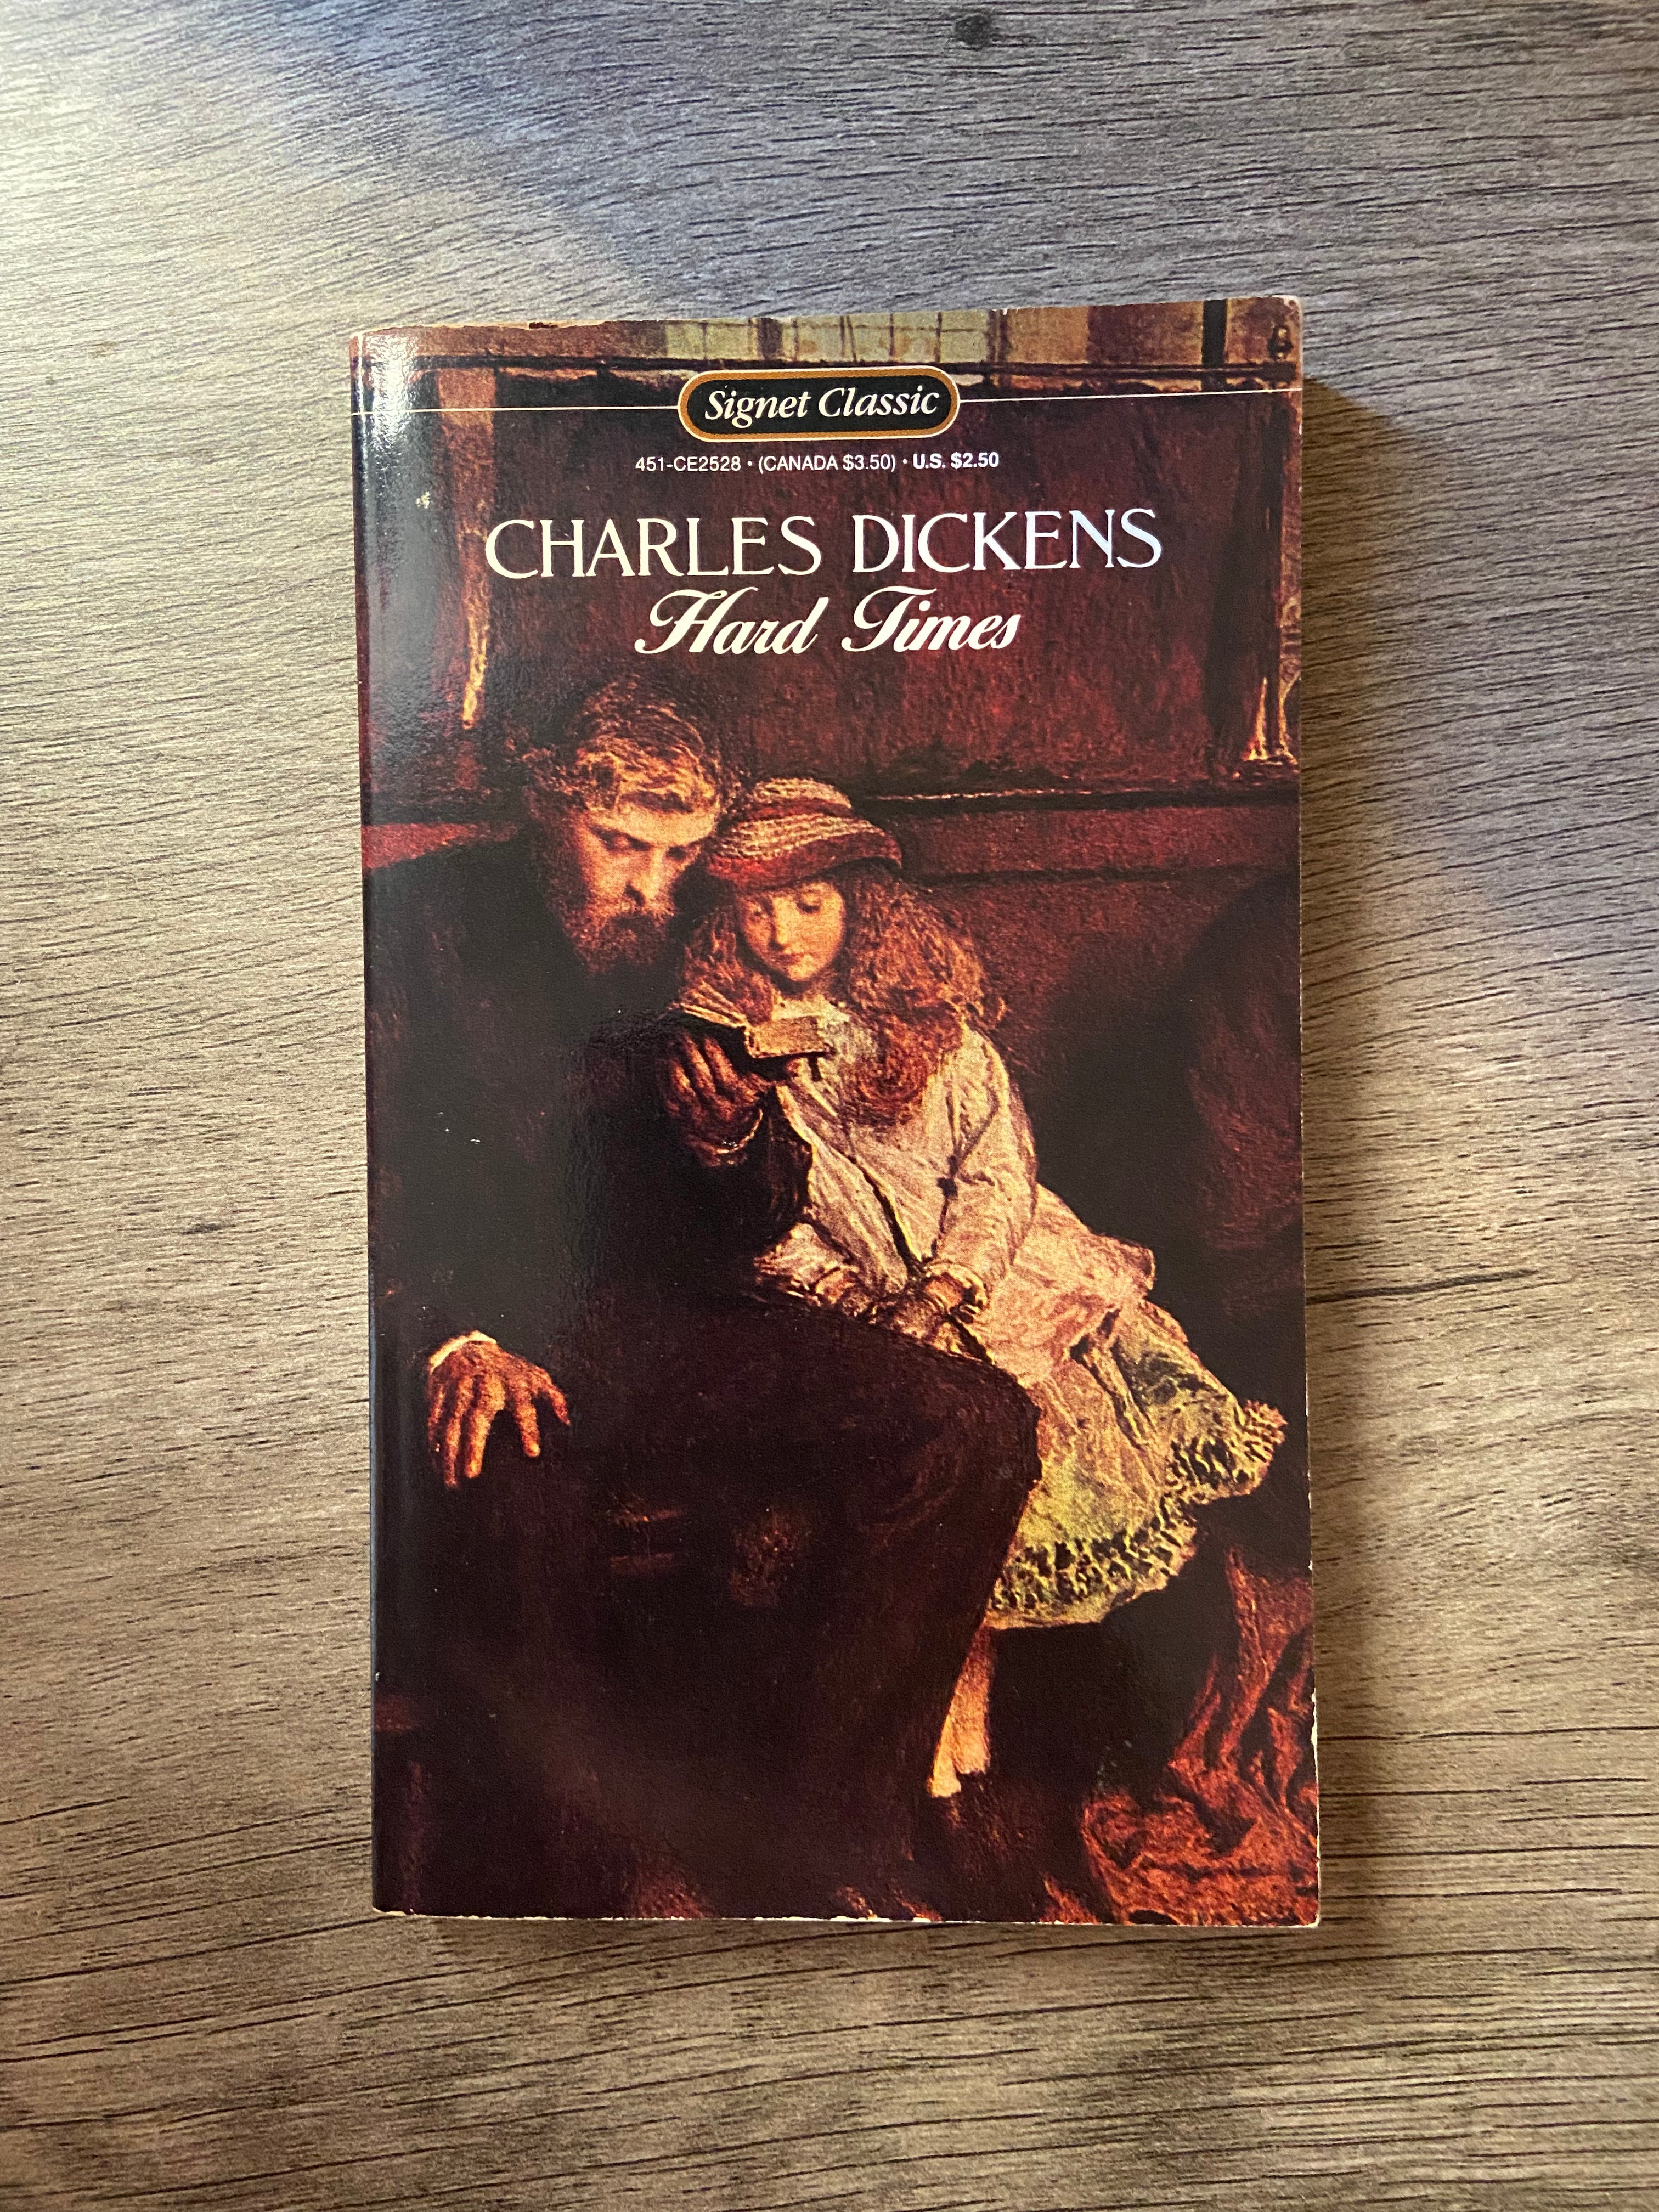 Signet Classic
451-CE2528 • (CANADA $3.50) • U.S. $2.50
CHARLES DICKENS
Hard Times